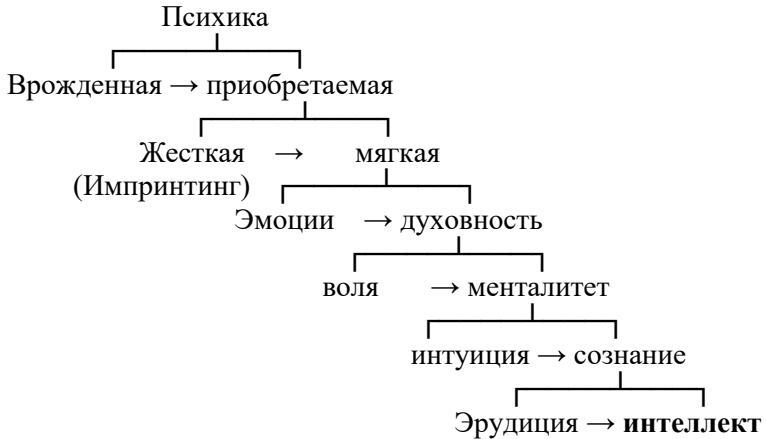 Психика
Врожденная → приобретаемая
Жесткая → мягкая
(Импринтинг)
Эмоции → духовность
воля → менталитет
интуиция → сознание
Эрудиция → интеллект